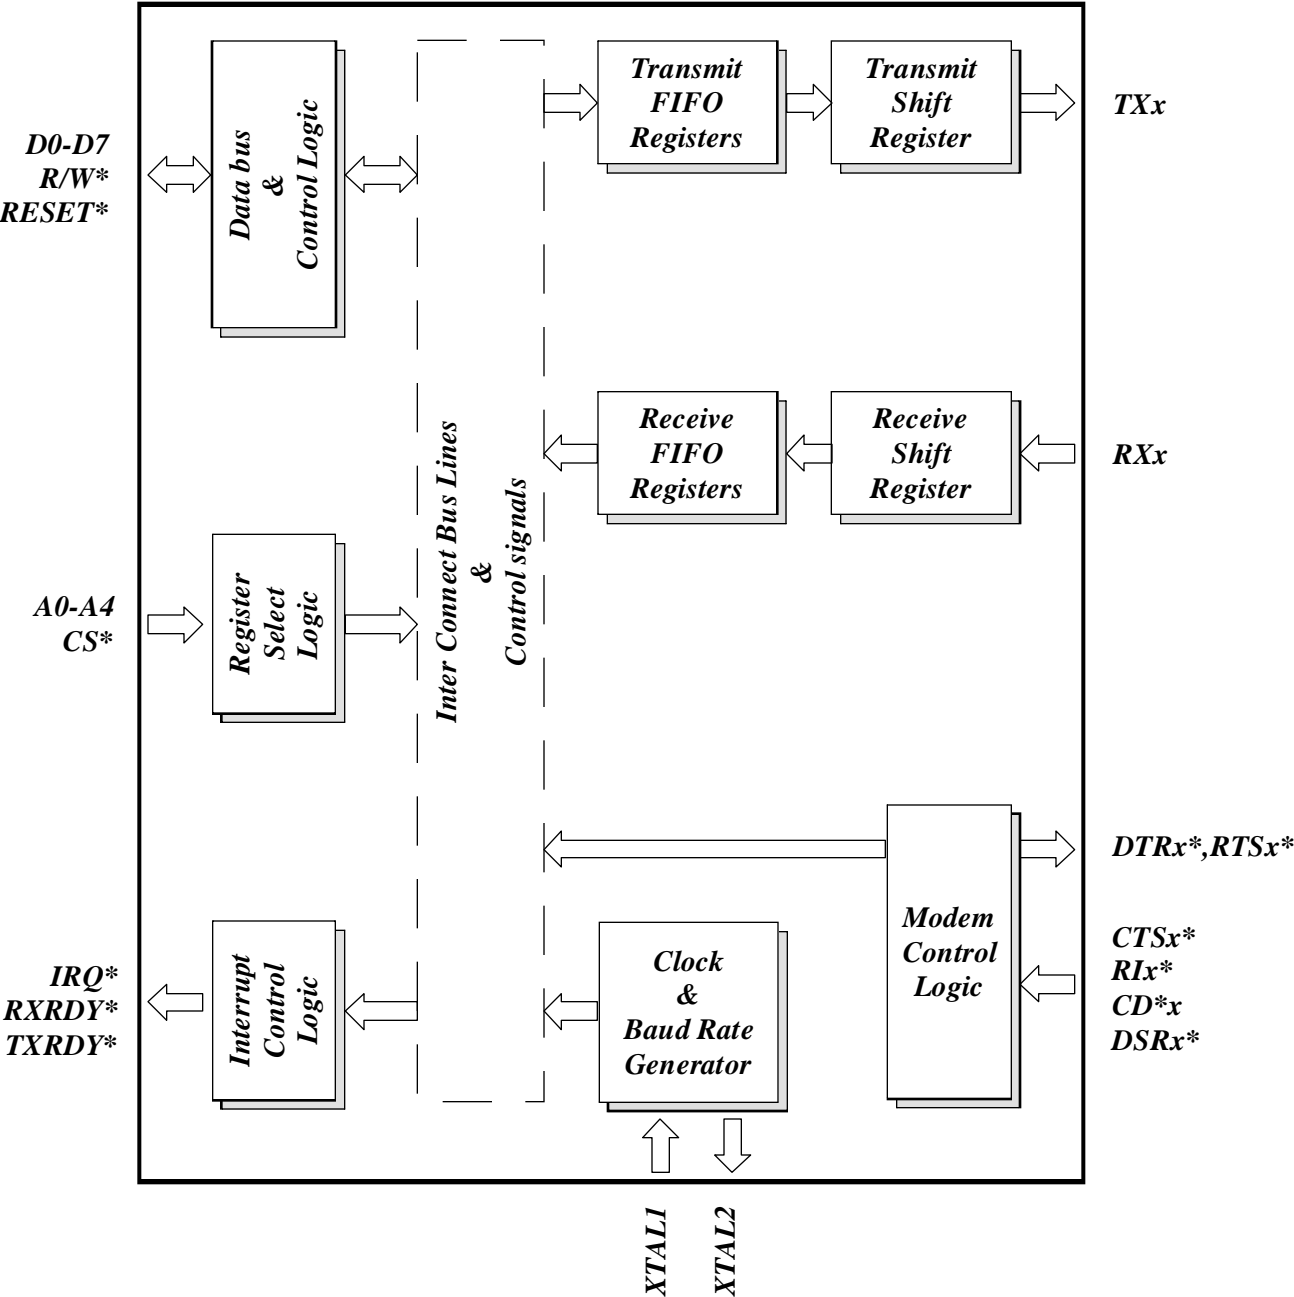 D0-D7
R/W*
RESET*
Data bus
&
Control Logic
Transmit
FIFO
Registers
Transmit
Shift
Register
TXx
Receive
FIFO
Registers
Receive
Shift
Register
RXx
Inter Connect Bus Lines
&
Control signals
A0-A4
CS*
Register
Select
Logic
DTRx*,RTSx*
Modem
Control
Logic
CTSx*
RIx*
CD*x
DSRx*
IRQ*
RXRDY*
TXRDY*
Interrupt
Control
Logic
Clock
&
Baud Rate
Generator
XTAL1
XTAL2